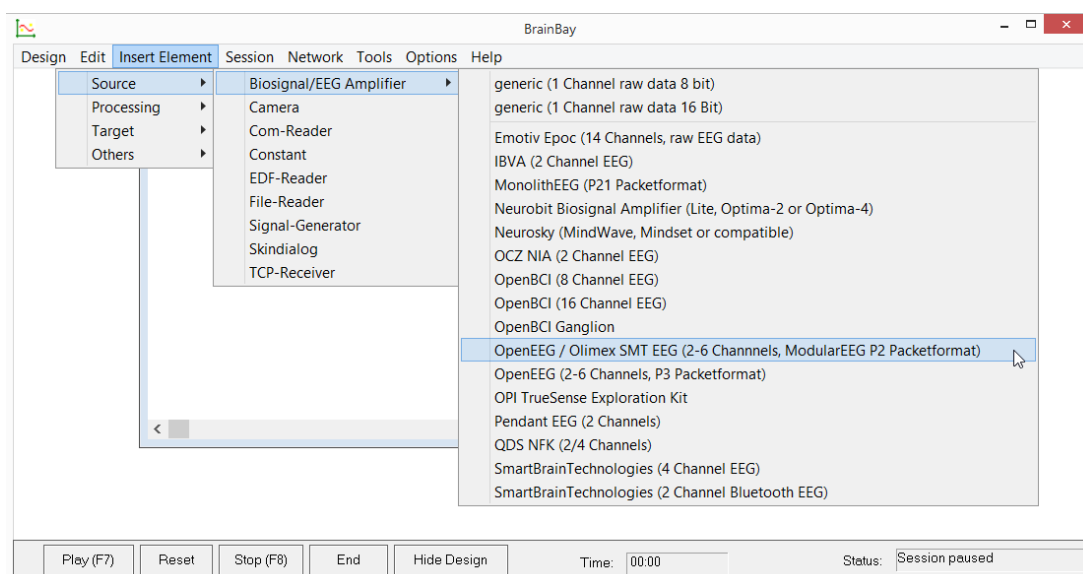 BrainBay
Design Edit Insert Element Session Network Tools Options Help
Source
Processing
Target
Others
Biosignal/EEG Amplifier
Camera
Com-Reader
Constant
EDF-Reader
File-Reader
Signal-Generator
Skindialog
TCP-Receiver
generic (1 Channel raw data 8 bit)
generic (1 Channel raw data 16 Bit)
Emotiv Epoc (14 Channels, raw EEG data)
IBVA (2 Channel EEG)
MonolithEEG (P21 Packetformat)
Neurobit Biosignal Amplifier (Lite, Optima-2 or Optima-4)
Neurosky (MindWave, Mindset or compatible)
OCZ NIA (2 Channel EEG)
OpenBCI (8 Channel EEG)
OpenBCI (16 Channel EEG)
OpenBCI Ganglion
OpenEEG / Olimex SMT EEG (2-6 Channnels, ModularEEG P2 Packetformat)
OpenEEG (2-6 Channels, P3 Packetformat)
OPI TrueSense Exploration Kit
Pendant EEG (2 Channels)
QDS NFK (2/4 Channels)
SmartBrainTechnologies (4 Channel EEG)
SmartBrainTechnologies (2 Channel Bluetooth EEG)
Play (F7) Reset Stop (F8) End Hide Design Time: 00:00 Status: Session paused